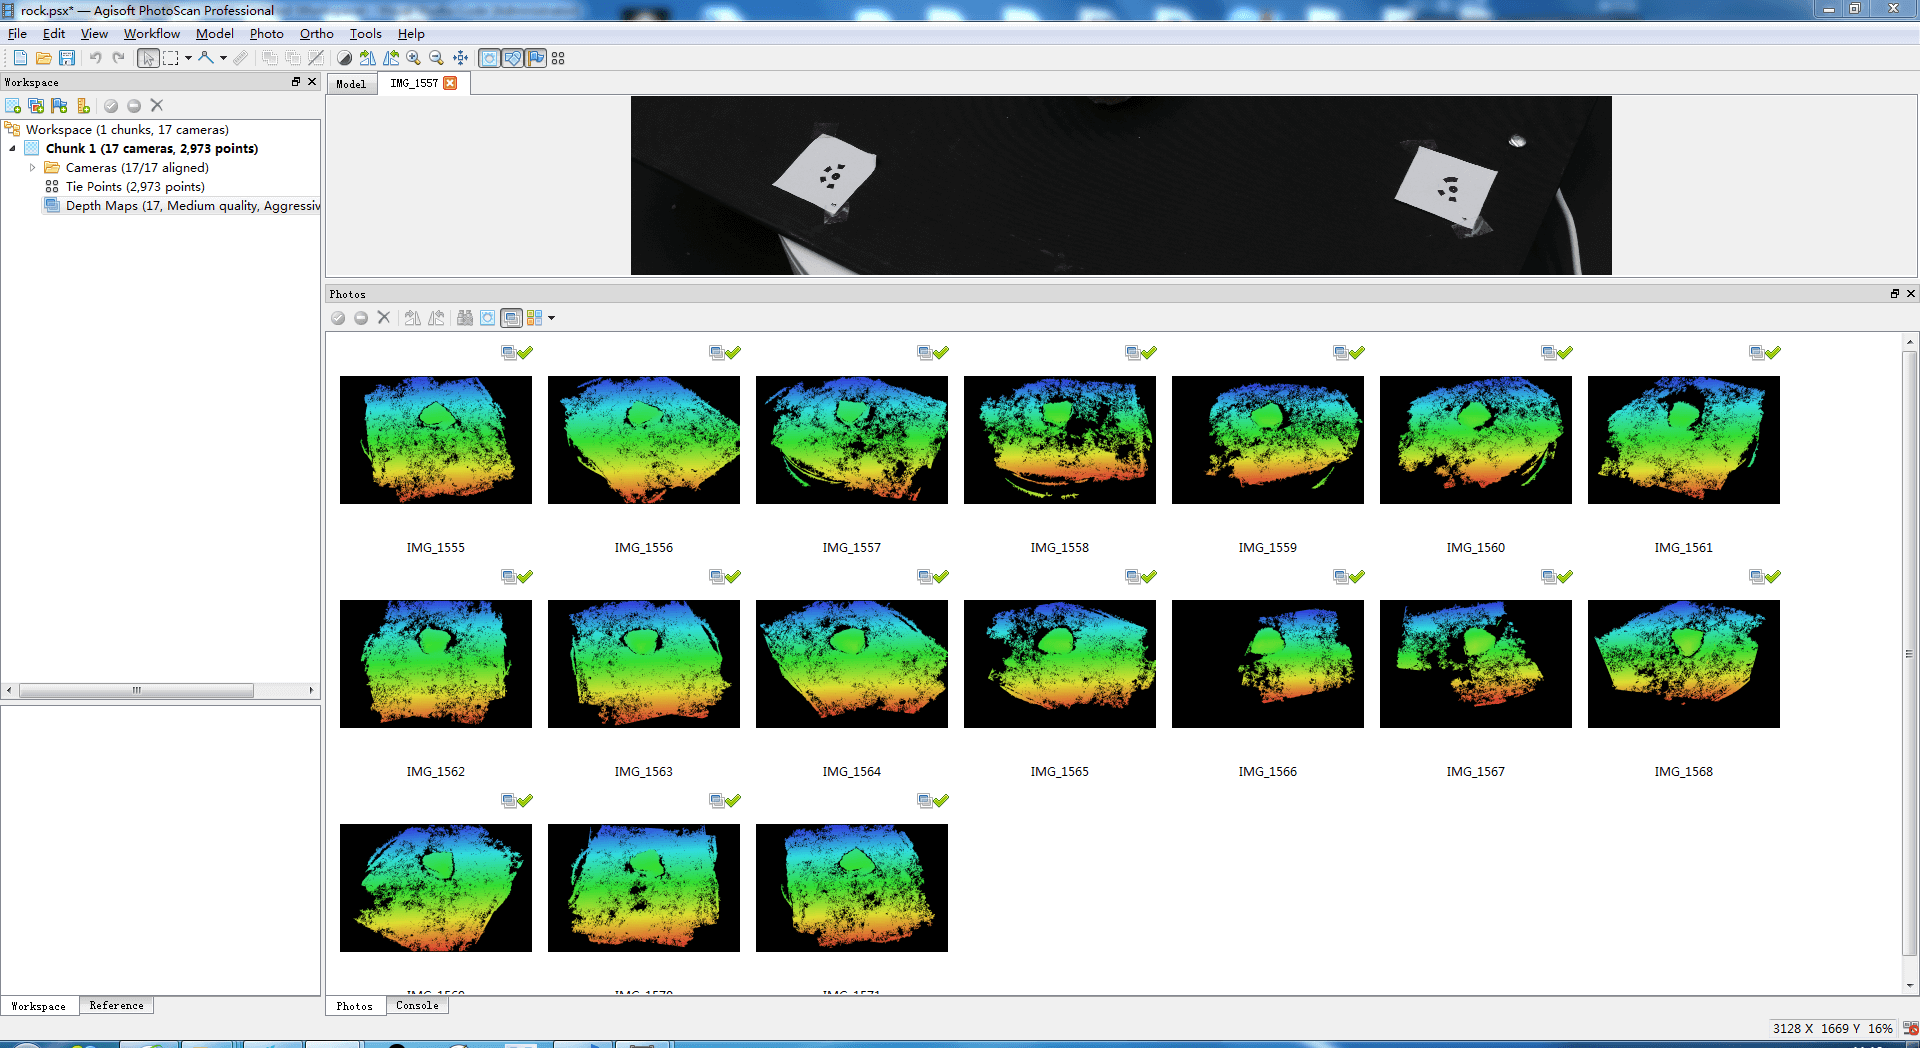 rock.psx* — Agisoft PhotoScan Professional
File Edit View Workflow Model Photo Ortho Tools Help
Workspace
Model IMG_1557
Workspace (1 chunks, 17 cameras)
Chunk 1 (17 cameras, 2,973 points)
Cameras (17/17 aligned)
Tie Points (2,973 points)
Depth Maps (17, Medium quality, Aggressiv
Photos
IMG_1555 IMG_1556 IMG_1557 IMG_1558 IMG_1559 IMG_1560 IMG_1561
IMG_1562 IMG_1563 IMG_1564 IMG_1565 IMG_1566 IMG_1567 IMG_1568
IMG_1569 IMG_1570 IMG_1571
Workspace Reference
Photos Console
3128 X 1669 Y 16%